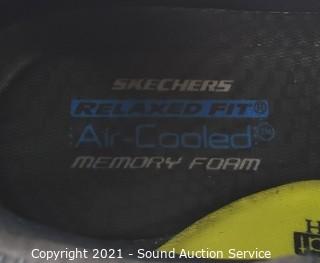 SKECHERS
RELAXED FIT®
Air-Cooled™
MEMORY FOAM
Copyright 2021 - Sound Auction Service